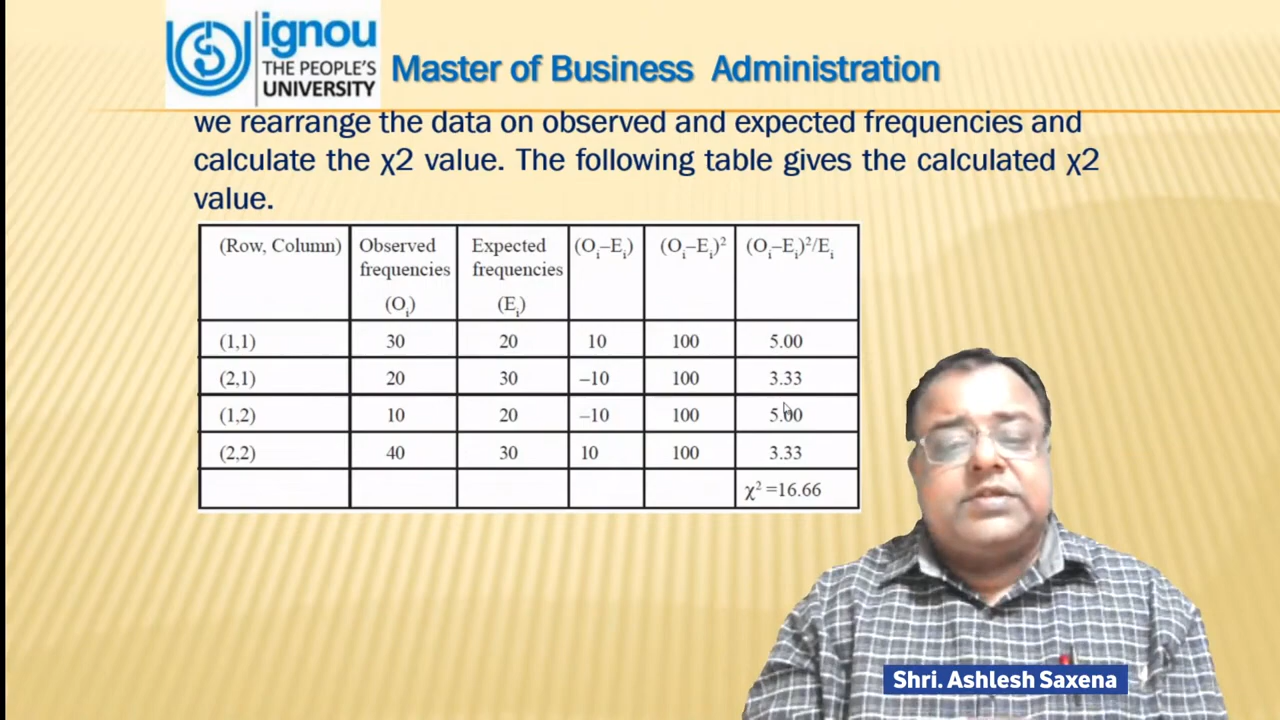 ignou
THE PEOPLE'S
UNIVERSITY
Master of Business Administration
we rearrange the data on observed and expected frequencies and
calculate the χ2 value. The following table gives the calculated χ2
value.
(Row, Column) Observed frequencies (Oᵢ) Expected frequencies (Eᵢ) (Oᵢ–Eᵢ) (Oᵢ–Eᵢ)² (Oᵢ–Eᵢ)²/Eᵢ
(1,1) 30 20 10 100 5.00
(2,1) 20 30 –10 100 3.33
(1,2) 10 20 –10 100 5.00
(2,2) 40 30 10 100 3.33
χ² =16.66
Shri. Ashlesh Saxena